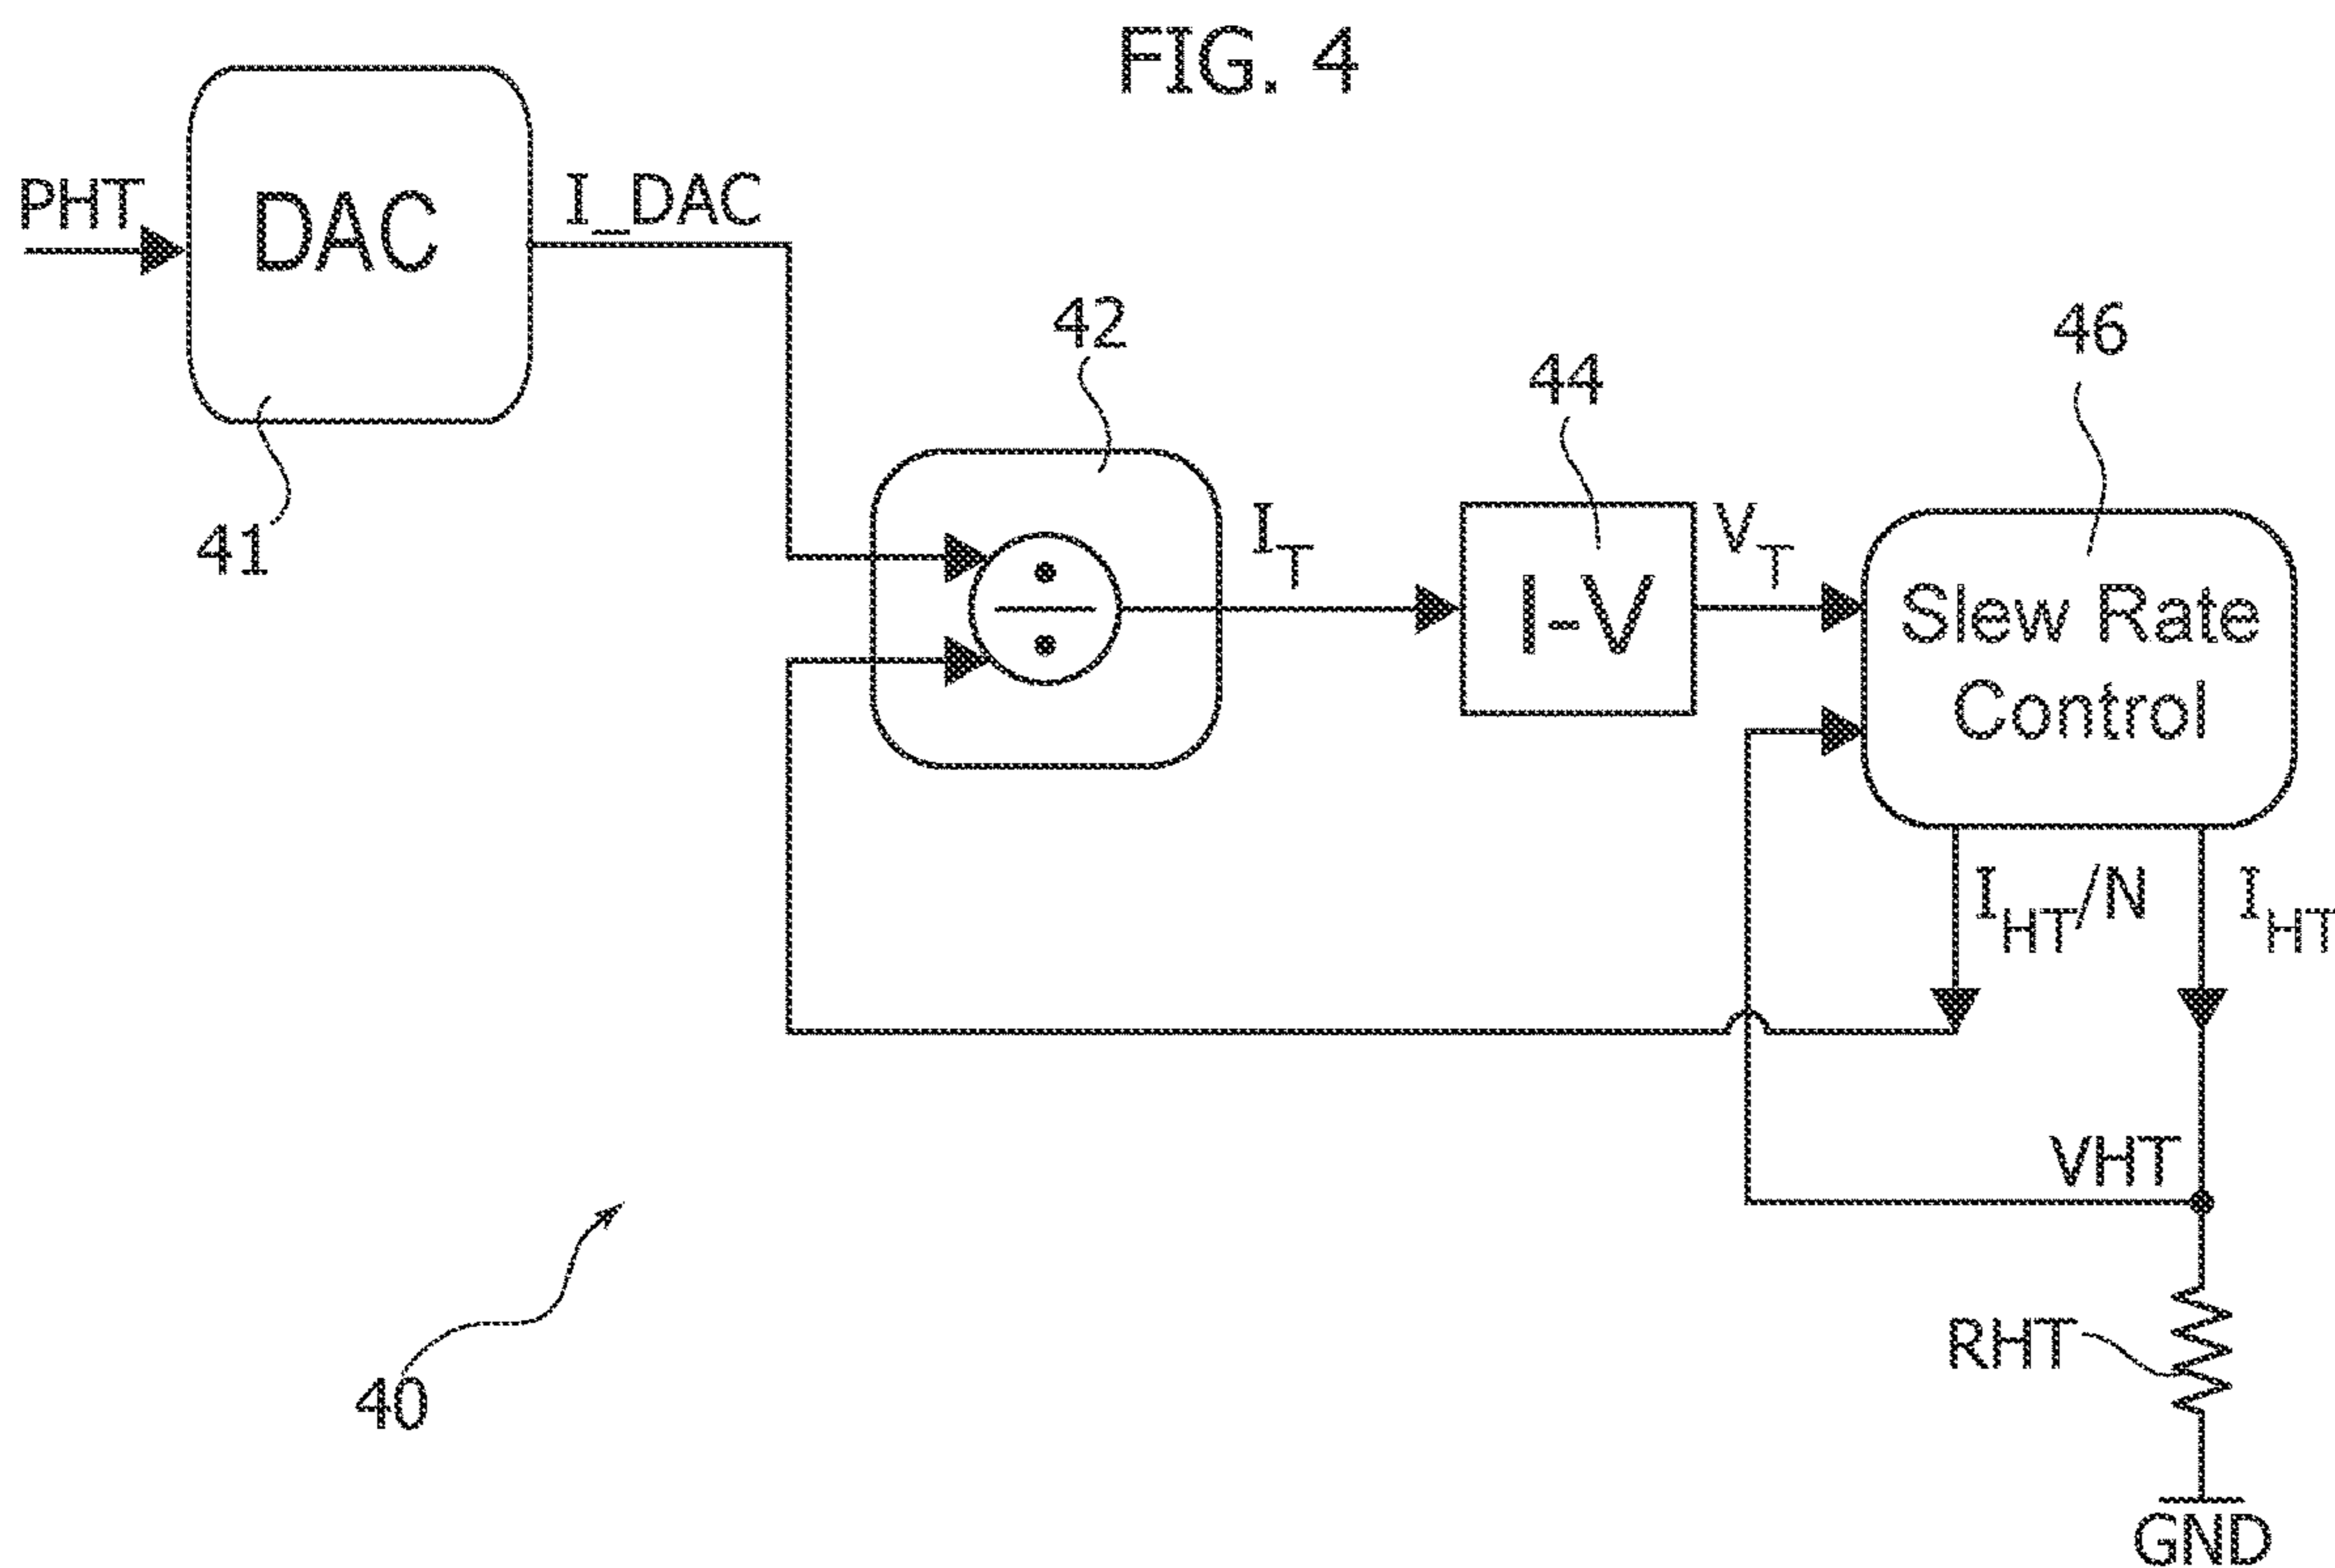 FIG. 4
PHT
DAC
I_DAC
41
42
44
46
I_T
I-V
V_T
Slew Rate
Control
I_HT/N
I_HT
VHT
RHT
40
GND